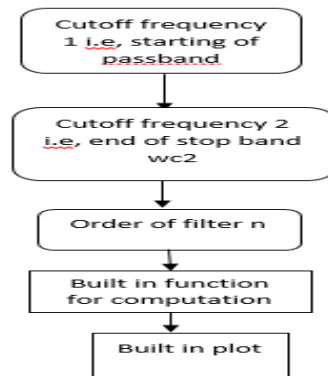 Cutoff frequency
1 i.e, starting of
passband
Cutoff frequency 2
i.e, end of stop band
wc2
Order of filter n
Built in function
for computation
Built in plot